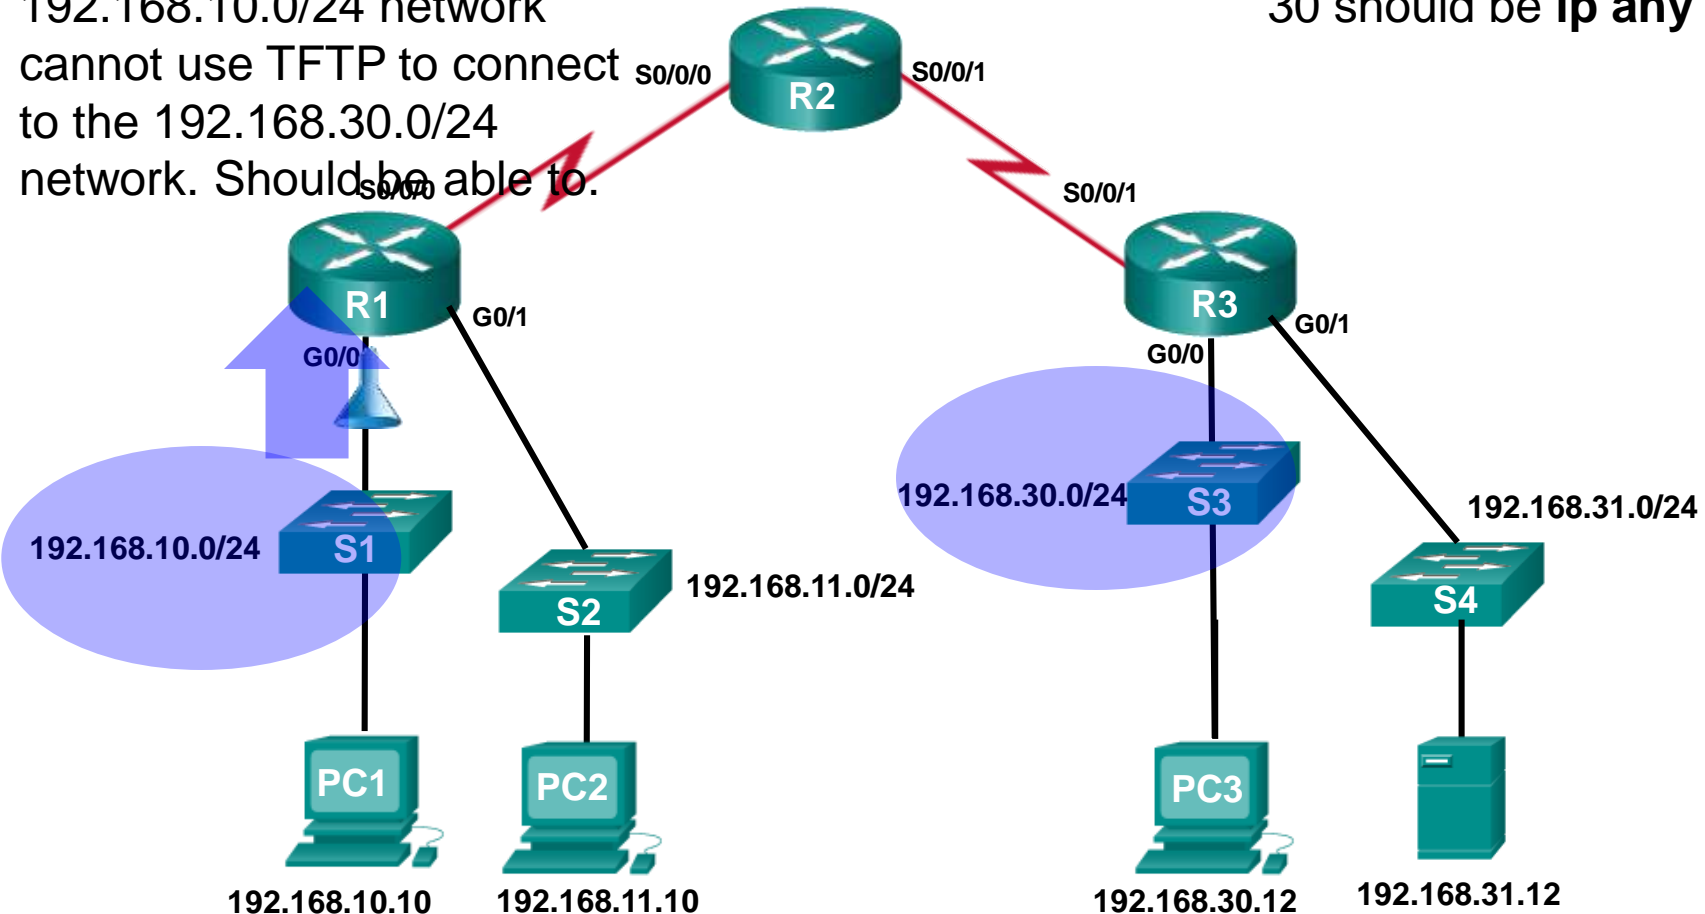 192.168.10.0/24 network
cannot use TFTP to connect
to the 192.168.30.0/24
network. Should be able to.
30 should be ip any
S0/0/0
R2
S0/0/1
S0/0/0
S0/0/1
R1
G0/1
G0/0
R3
G0/1
G0/0
192.168.10.0/24
S1
S2
192.168.11.0/24
192.168.30.0/24
S3
192.168.31.0/24
S4
PC1
PC2
PC3
192.168.10.10
192.168.11.10
192.168.30.12
192.168.31.12